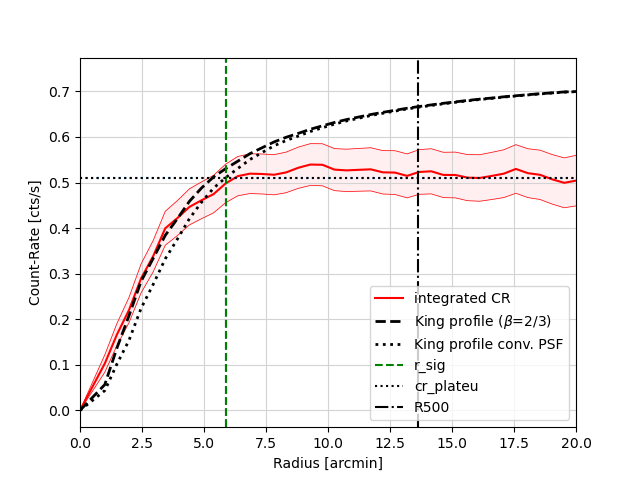 0.7
0.6
0.5
0.4
0.3
0.2
0.1
0.0
Count-Rate [cts/s]
integrated CR
King profile (β=2/3)
King profile conv. PSF
r_sig
cr_plateu
R500
0.0 2.5 5.0 7.5 10.0 12.5 15.0 17.5 20.0
Radius [arcmin]